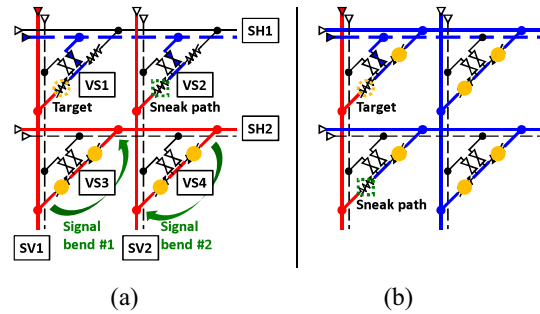 SH1
VS1
VS2
Target
Sneak path
Target
SH2
VS3
VS4
Sneak path
Signal
bend #1
Signal
bend #2
SV1
SV2
(a)
(b)